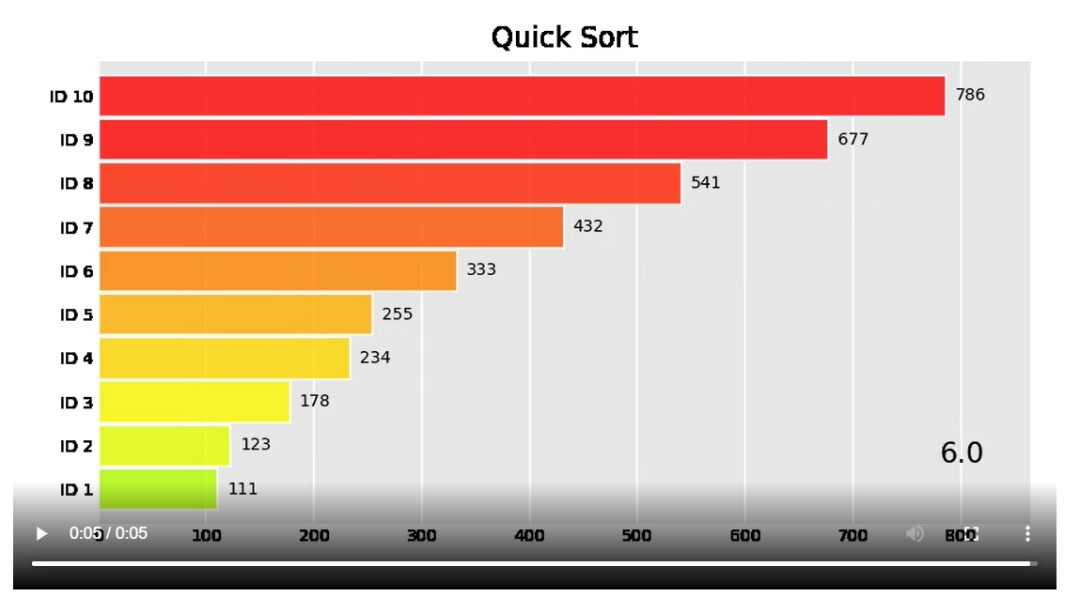 Quick Sort
ID 10 786
ID 9 677
ID 8 541
ID 7 432
ID 6 333
ID 5 255
ID 4 234
ID 3 178
ID 2 123
6.0
ID 1 111
0:05 / 0:05
0 100 200 300 400 500 600 700 800